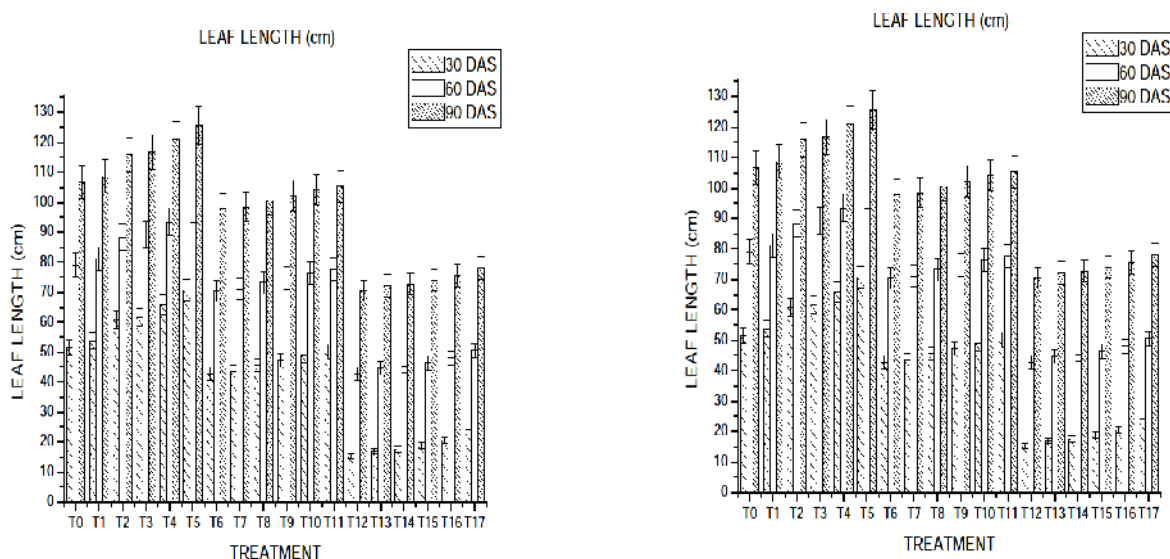 LEAF LENGTH (cm)
30 DAS
60 DAS
90 DAS
130
120
110
100
90
80
70
60
50
40
30
20
10
0
LEAF LENGTH (cm)
T0 T1 T2 T3 T4 T5 T6 T7 T8 T9 T10 T11 T12 T13 T14 T15 T16 T17
TREATMENT
LEAF LENGTH (cm)
30 DAS
60 DAS
90 DAS
130
120
110
100
90
80
70
60
50
40
30
20
10
0
LEAF LENGTH (cm)
T0 T1 T2 T3 T4 T5 T6 T7 T8 T9 T10 T11 T12 T13 T14 T15 T16 T17
TREATMENT